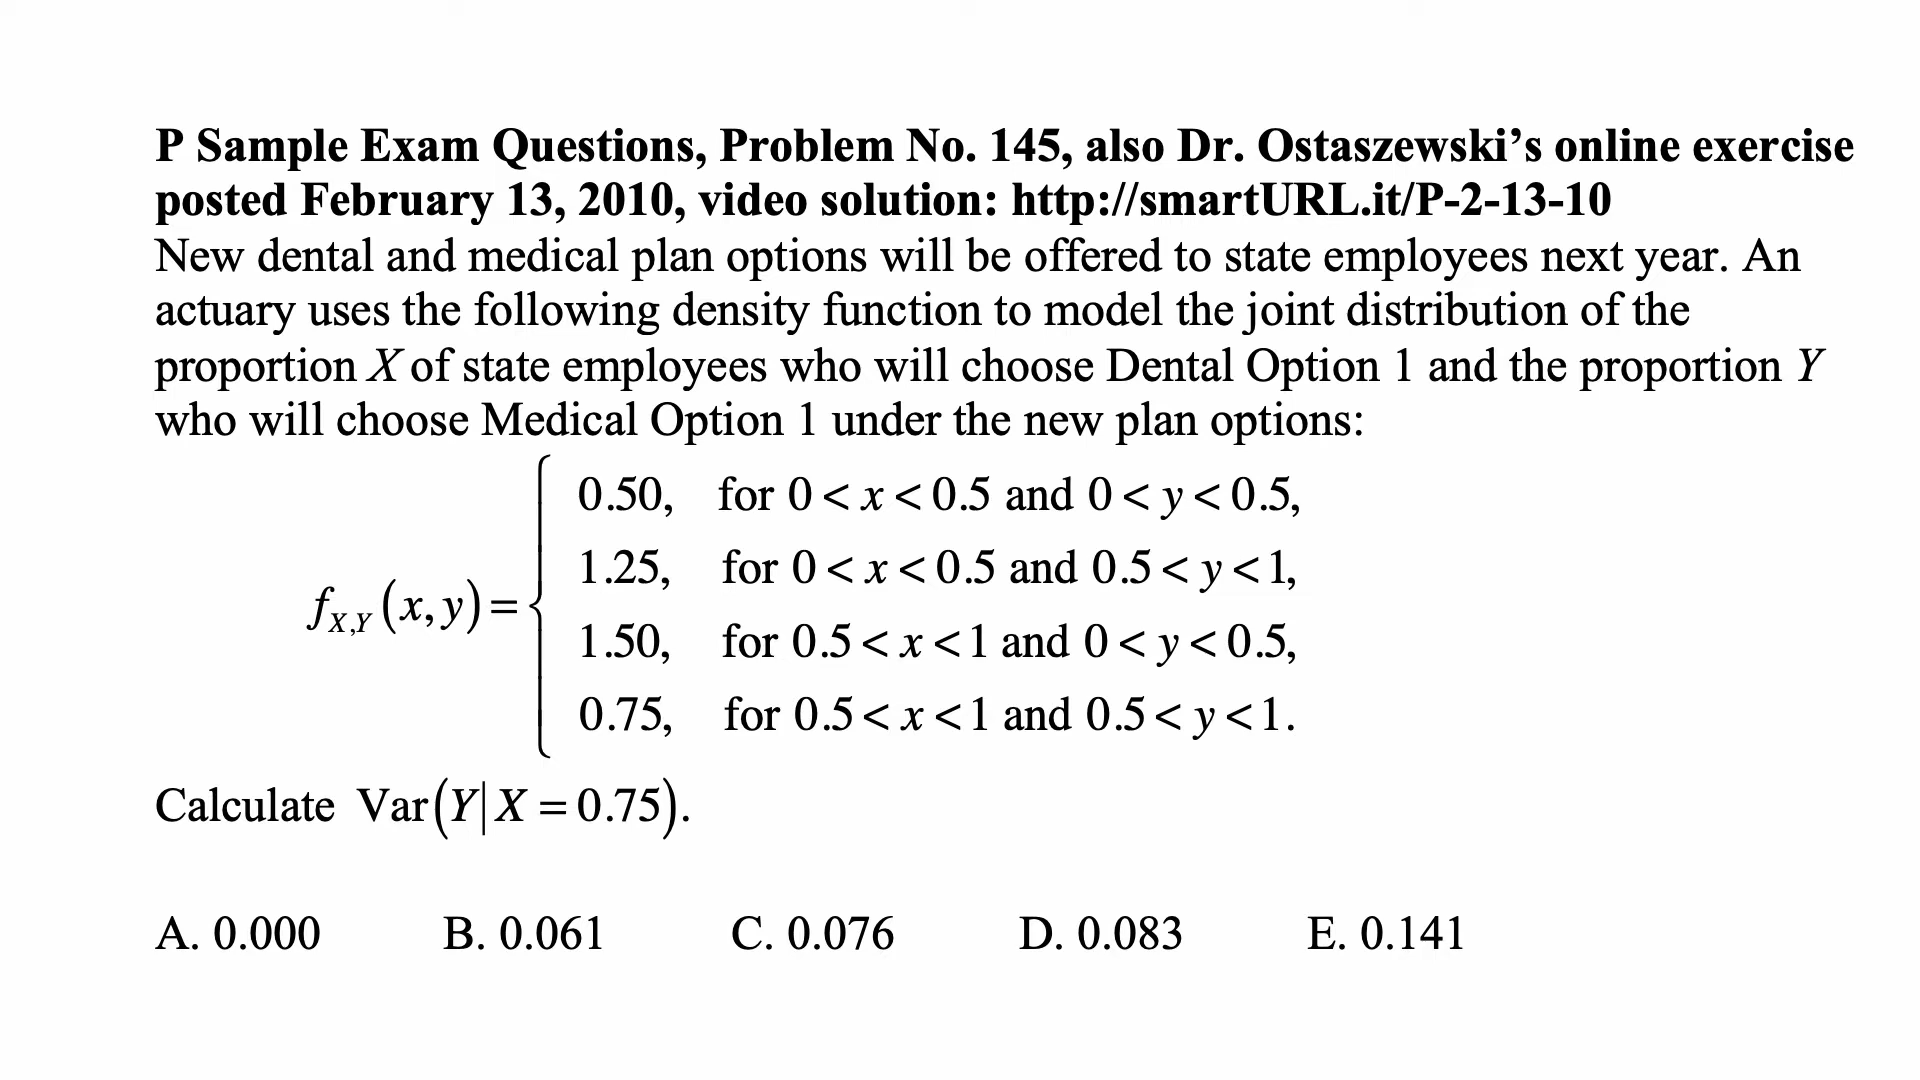 P Sample Exam Questions, Problem No. 145, also Dr. Ostaszewski’s online exercise
posted February 13, 2010, video solution: http://smartURL.it/P-2-13-10
New dental and medical plan options will be offered to state employees next year. An
actuary uses the following density function to model the joint distribution of the
proportion X of state employees who will choose Dental Option 1 and the proportion Y
who will choose Medical Option 1 under the new plan options:
0.50, for 0 < x < 0.5 and 0 < y < 0.5,
1.25, for 0 < x < 0.5 and 0.5 < y < 1,
f_{X,Y}(x, y) = {
1.50, for 0.5 < x < 1 and 0 < y < 0.5,
0.75, for 0.5 < x < 1 and 0.5 < y < 1.
Calculate Var(Y| X = 0.75).
A. 0.000 B. 0.061 C. 0.076 D. 0.083 E. 0.141